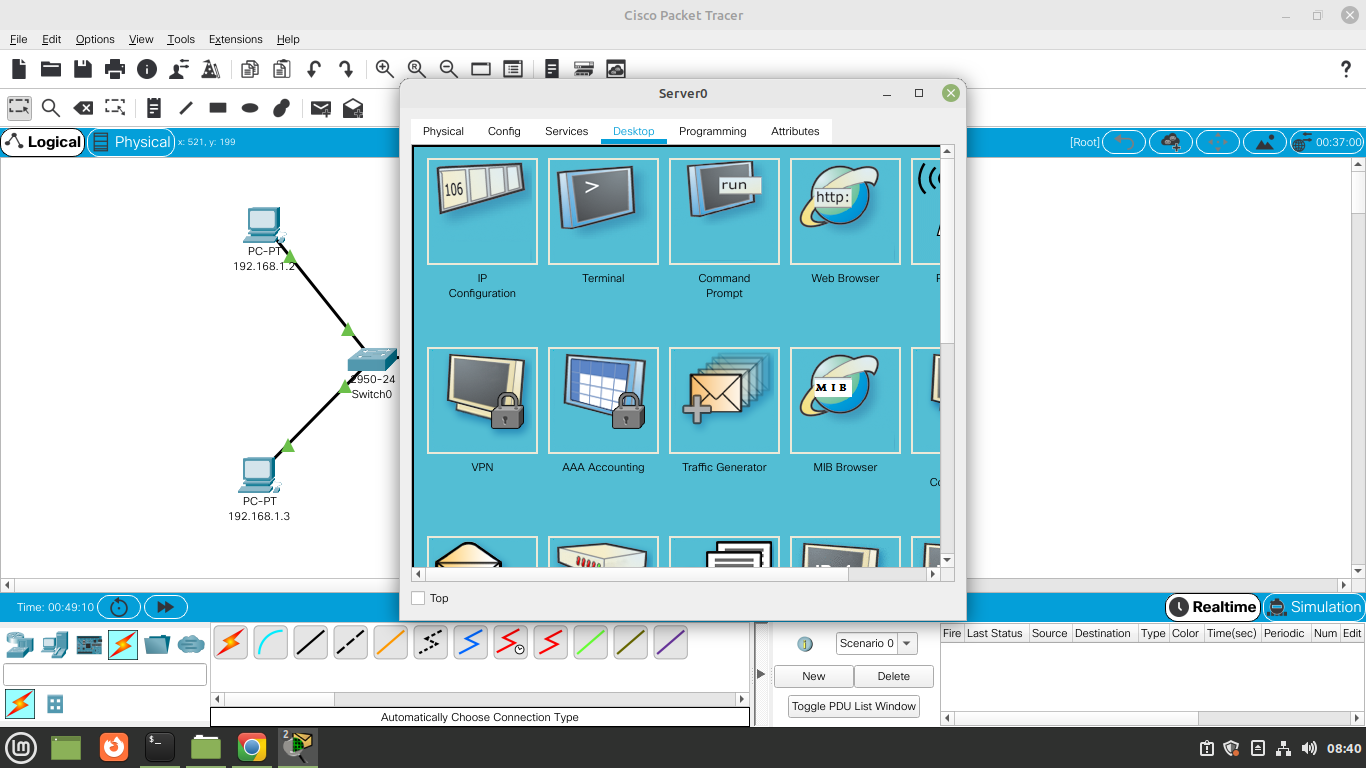 Cisco Packet Tracer
File Edit Options View Tools Extensions Help
?
Server0
Physical Config Services Desktop Programming Attributes
Logical Physical x: 521, y: 199
[Root] 00:37:00
106
>
run
http:
IP
Configuration
Terminal
Command
Prompt
Web Browser
PC-PT
192.168.1.2
2950-24
Switch0
MIB
VPN
AAA Accounting
Traffic Generator
MIB Browser
PC-PT
192.168.1.3
Top
Time: 00:49:10
Realtime Simulation
1
Scenario 0
New Delete
Toggle PDU List Window
Fire Last Status Source Destination Type Color Time(sec) Periodic Num Edit
Automatically Choose Connection Type
2
08:40